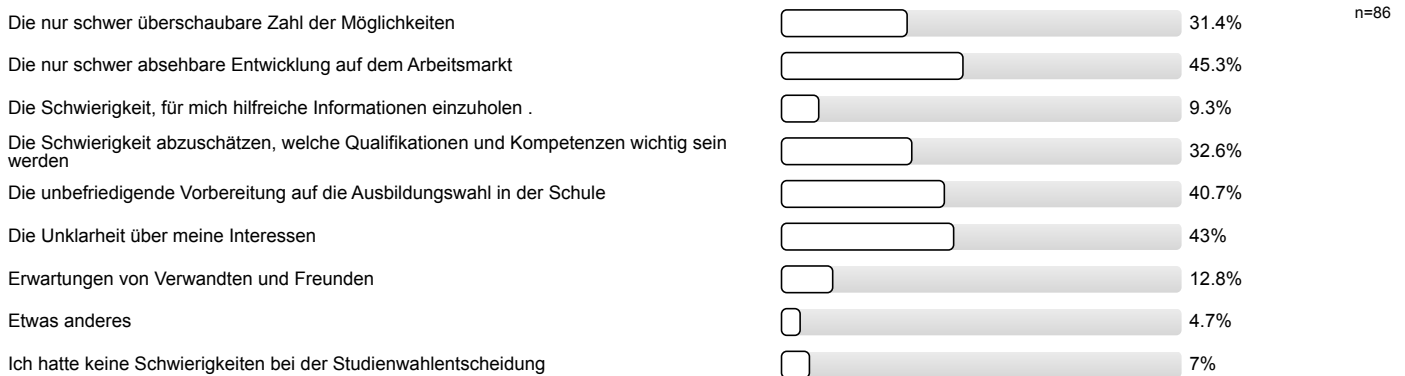 Die nur schwer überschaubare Zahl der Möglichkeiten 31.4% n=86
Die nur schwer absehbare Entwicklung auf dem Arbeitsmarkt 45.3%
Die Schwierigkeit, für mich hilfreiche Informationen einzuholen . 9.3%
Die Schwierigkeit abzuschätzen, welche Qualifikationen und Kompetenzen wichtig sein
werden 32.6%
Die unbefriedigende Vorbereitung auf die Ausbildungswahl in der Schule 40.7%
Die Unklarheit über meine Interessen 43%
Erwartungen von Verwandten und Freunden 12.8%
Etwas anderes 4.7%
Ich hatte keine Schwierigkeiten bei der Studienwahlentscheidung 7%